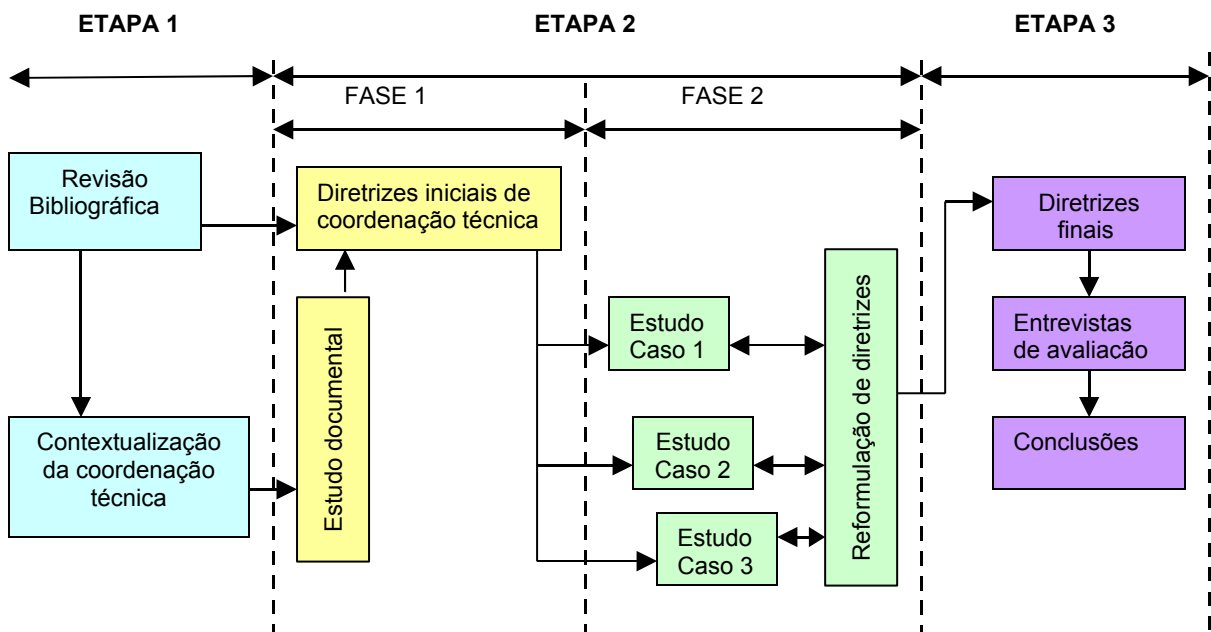 ETAPA 1
ETAPA 2
ETAPA 3
FASE 1
FASE 2
Revisão
Bibliográfica
Contextualização
da coordenação
técnica
Diretrizes iniciais de
coordenação técnica
Estudo documental
Estudo
Caso 1
Estudo
Caso 2
Estudo
Caso 3
Reformulação de diretrizes
Diretrizes
finais
Entrevistas
de avaliacão
Conclusões